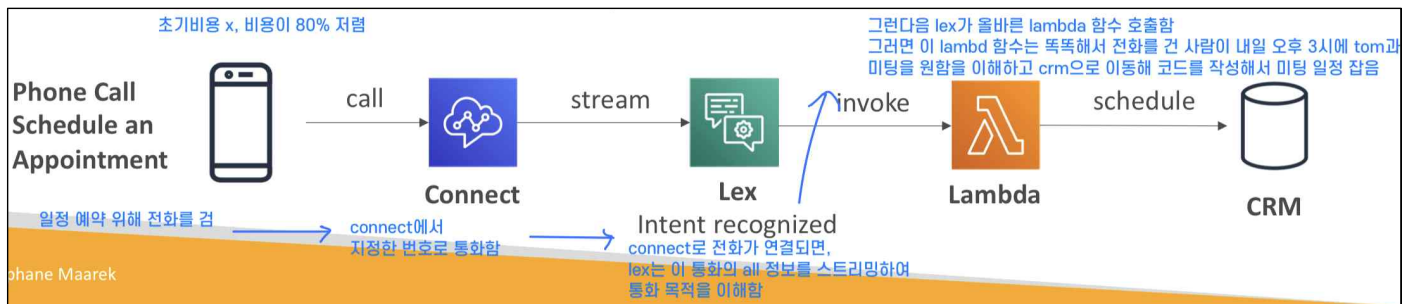 초기비용 x, 비용이 80% 저렴
그런다음 lex가 올바른 lambda 함수 호출함
그러면 이 lambd 함수는 똑똑해서 전화를 건 사람이 내일 오후 3시에 tom과
미팅을 원함을 이해하고 crm으로 이동해 코드를 작성해서 미팅 일정 잡음
Phone Call
Schedule an
Appointment
call
stream
invoke
schedule
Connect
Lex
Lambda
CRM
Intent recognized
일정 예약 위해 전화를 검
connect에서
지정한 번호로 통화함
connect로 전화가 연결되면,
lex는 이 통화의 all 정보를 스트리밍하여
통화 목적을 이해함
phane Maarek